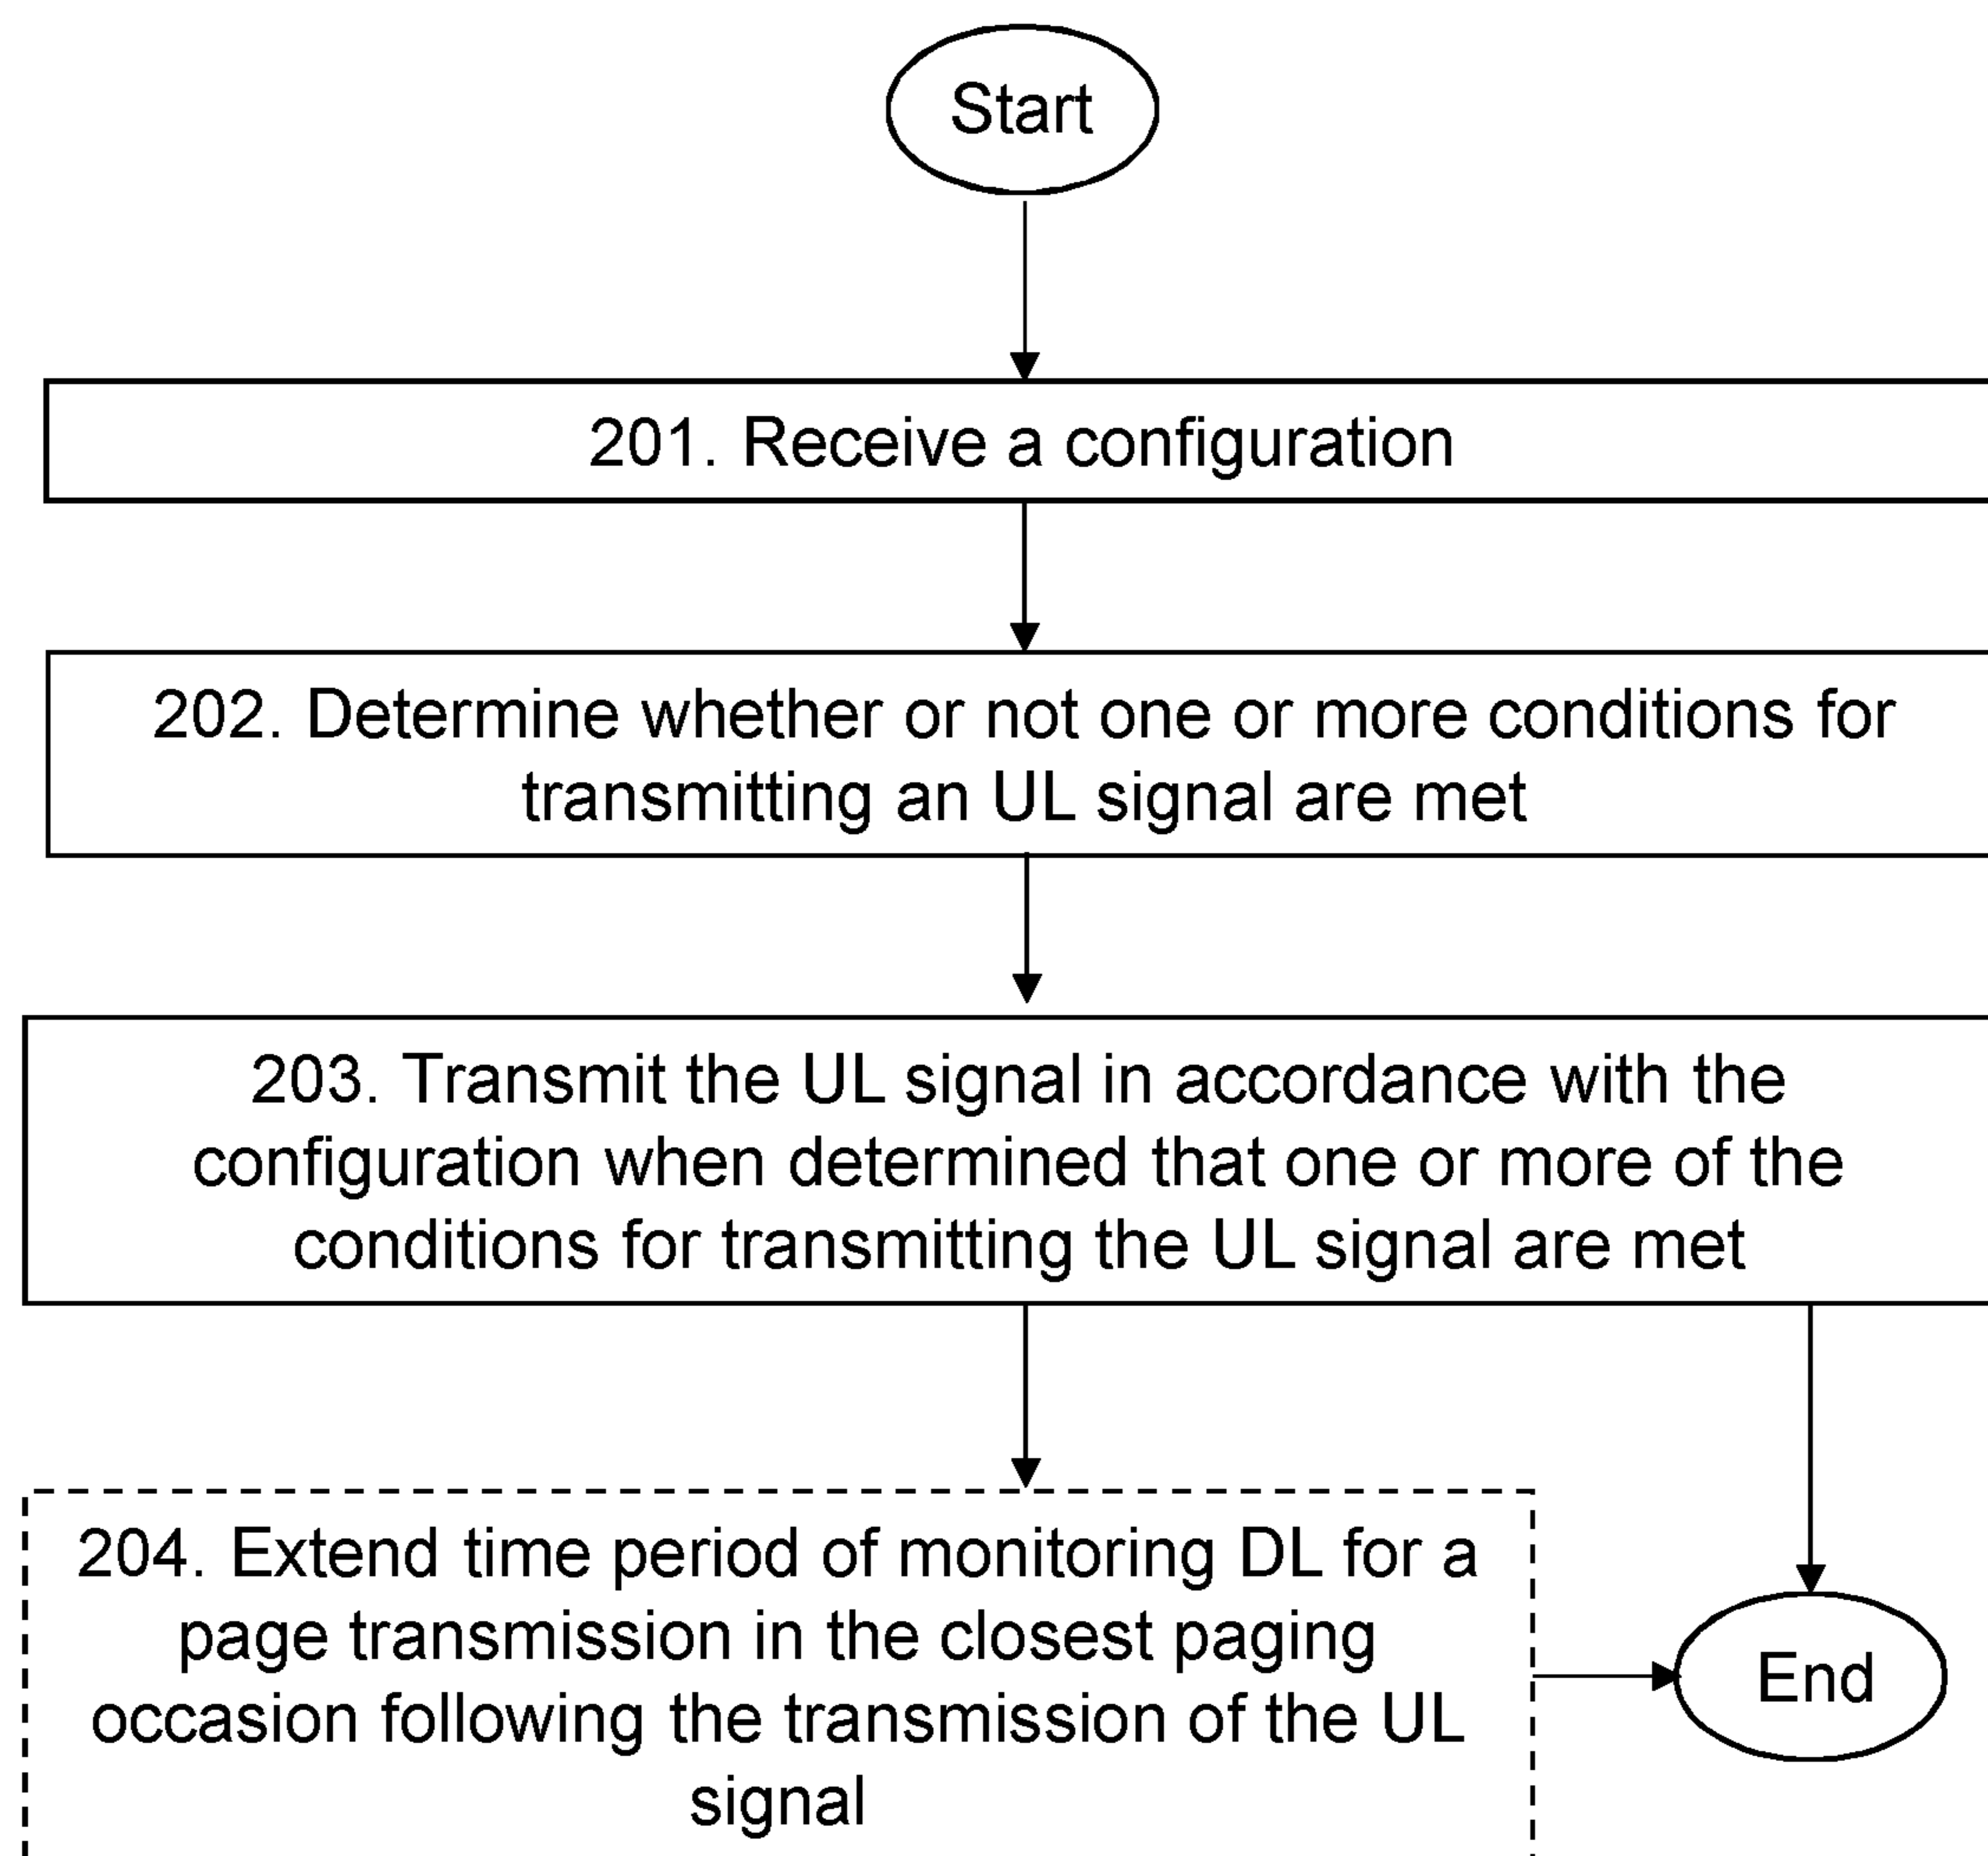 Start
201. Receive a configuration
202. Determine whether or not one or more conditions for
transmitting an UL signal are met
203. Transmit the UL signal in accordance with the
configuration when determined that one or more of the
conditions for transmitting the UL signal are met
204. Extend time period of monitoring DL for a
page transmission in the closest paging
occasion following the transmission of the UL
signal
End